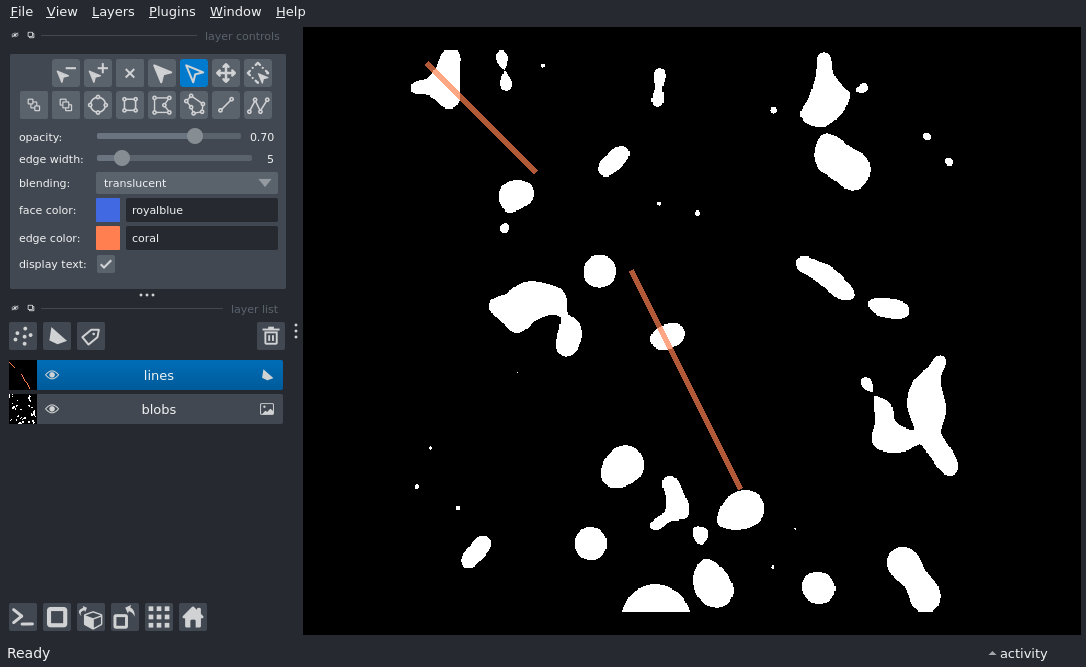 File View Layers Plugins Window Help
layer controls
opacity: 0.70
edge width: 5
blending: translucent
face color: royalblue
edge color: coral
display text:
layer list
lines
blobs
Ready activity